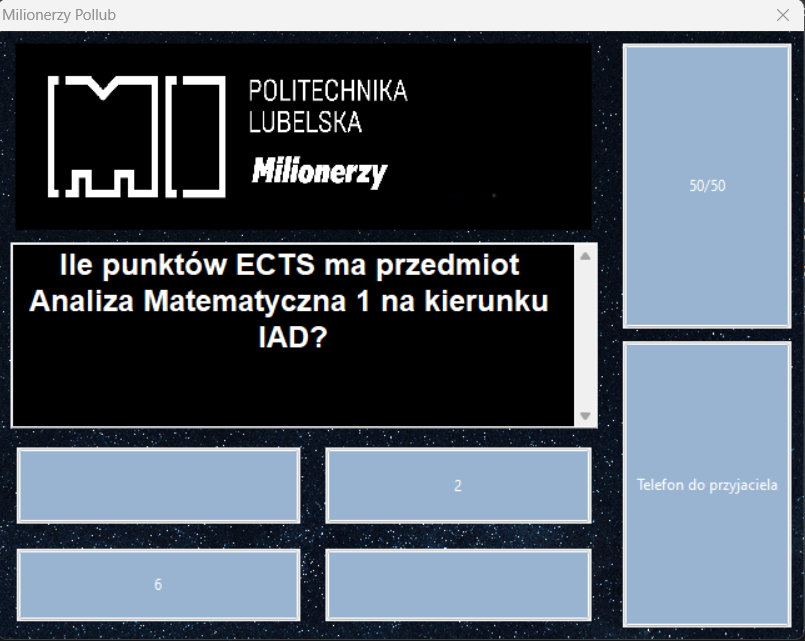 Milionerzy Pollub
POLITECHNIKA
LUBELSKA
Milionerzy
50/50
Ile punktów ECTS ma przedmiot
Analiza Matematyczna 1 na kierunku
IAD?
2
Telefon do przyjaciela
6